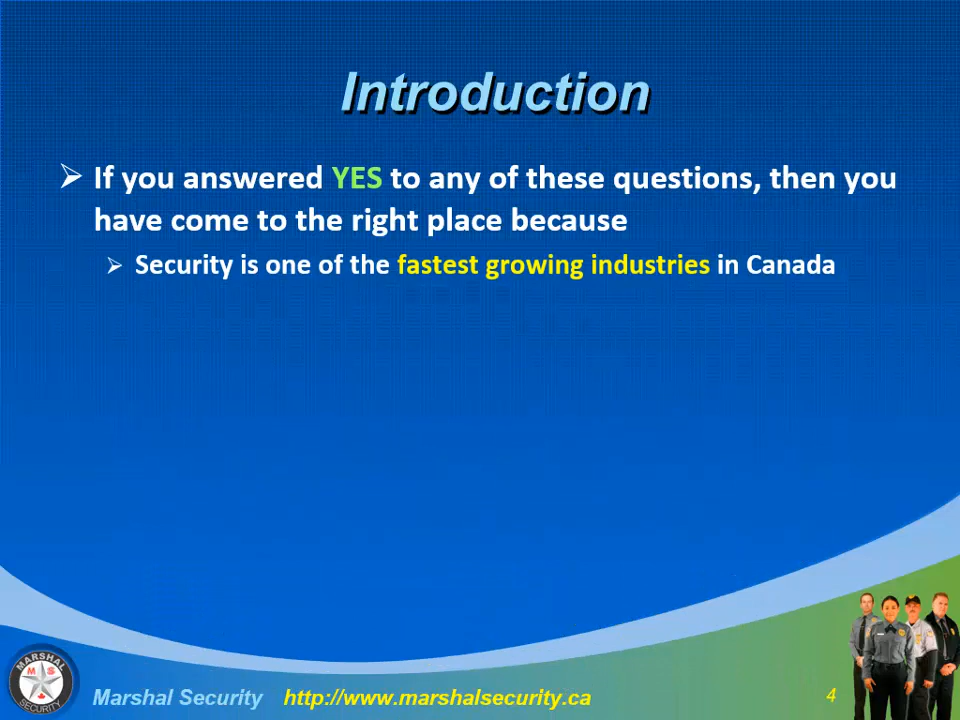 Introduction
If you answered YES to any of these questions, then you
have come to the right place because
Security is one of the fastest growing industries in Canada
MARSHAL
M S
SECURITY
Marshal Security http://www.marshalsecurity.ca
4